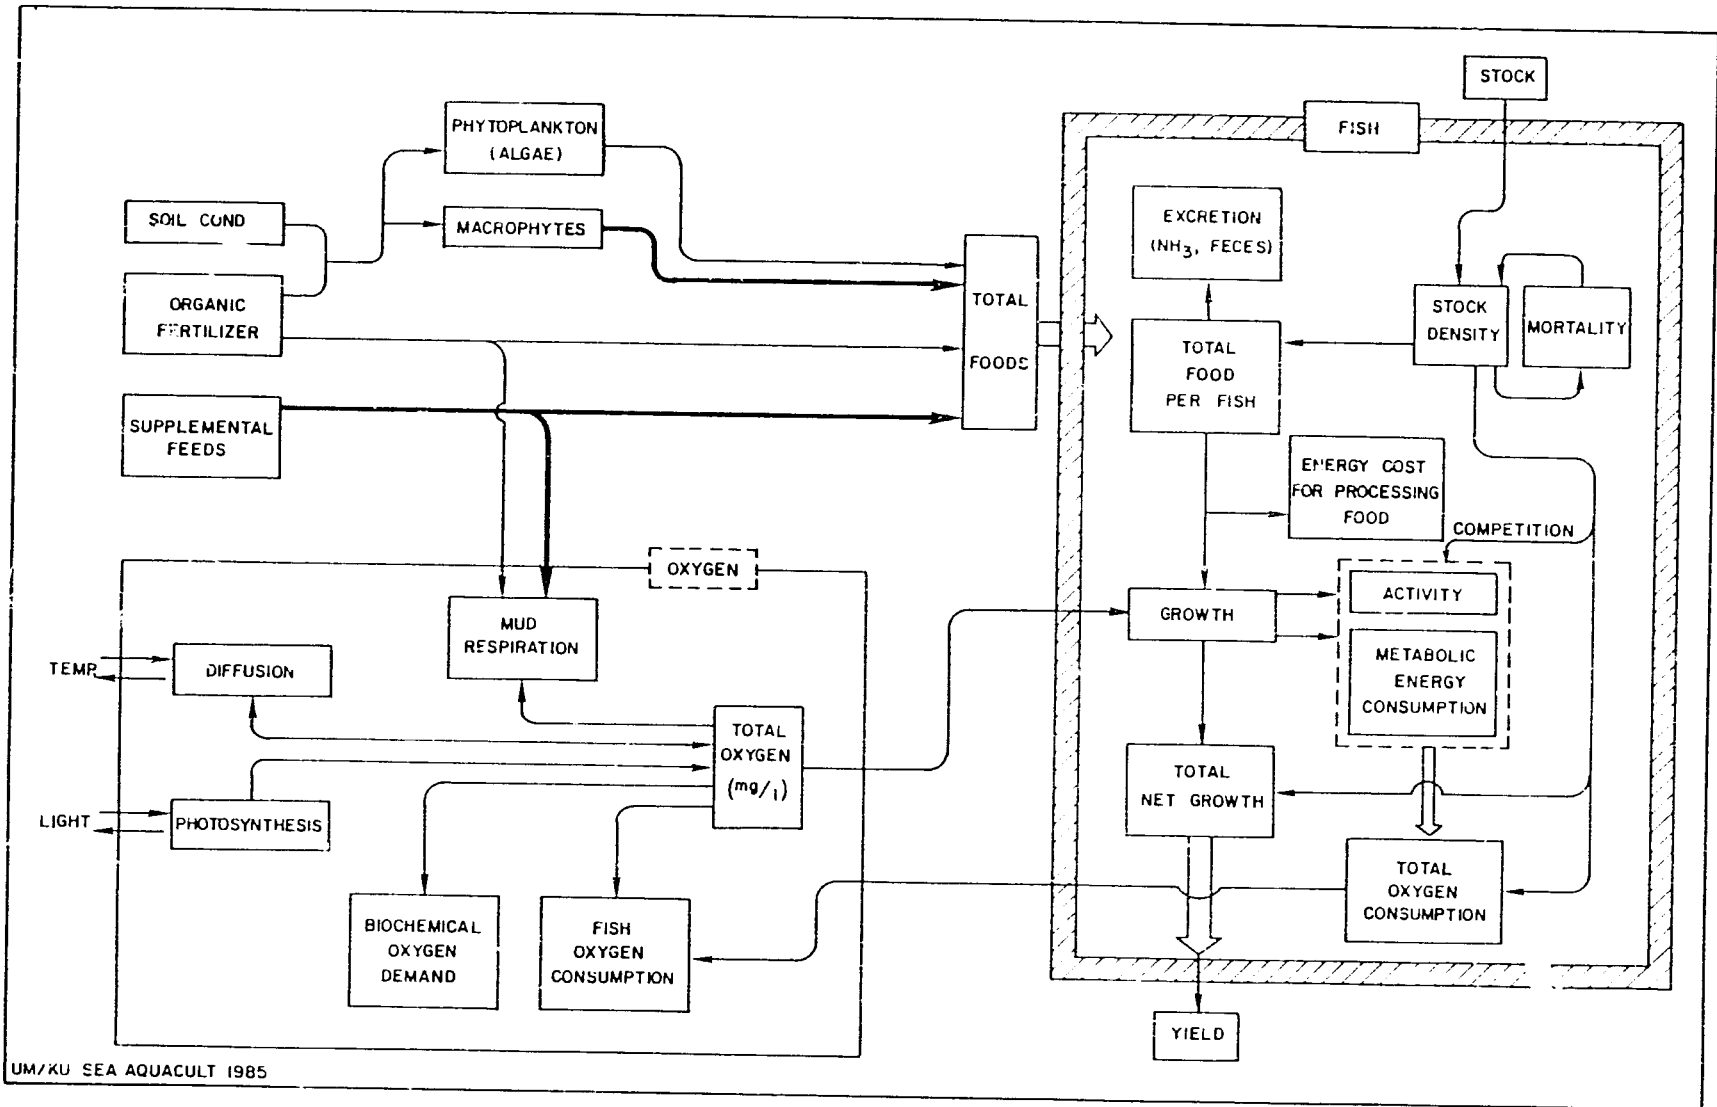 STOCK
FISH
PHYTOPLANKTON
(ALGAE)
SOIL COND
MACROPHYTES
EXCRETION
(NH3, FECES)
ORGANIC
FERTILIZER
TOTAL
FOODS
STOCK
DENSITY
MORTALITY
TOTAL
FOOD
PER FISH
SUPPLEMENTAL
FEEDS
ENERGY COST
FOR PROCESSING
FOOD
COMPETITION
OXYGEN
ACTIVITY
GROWTH
MUD
RESPIRATION
METABOLIC
ENERGY
CONSUMPTION
TEMP.
DIFFUSION
TOTAL
OXYGEN
(mg/l)
TOTAL
NET GROWTH
LIGHT
PHOTOSYNTHESIS
TOTAL
OXYGEN
CONSUMPTION
BIOCHEMICAL
OXYGEN
DEMAND
FISH
OXYGEN
CONSUMPTION
YIELD
UM/KU SEA AQUACULT 1985